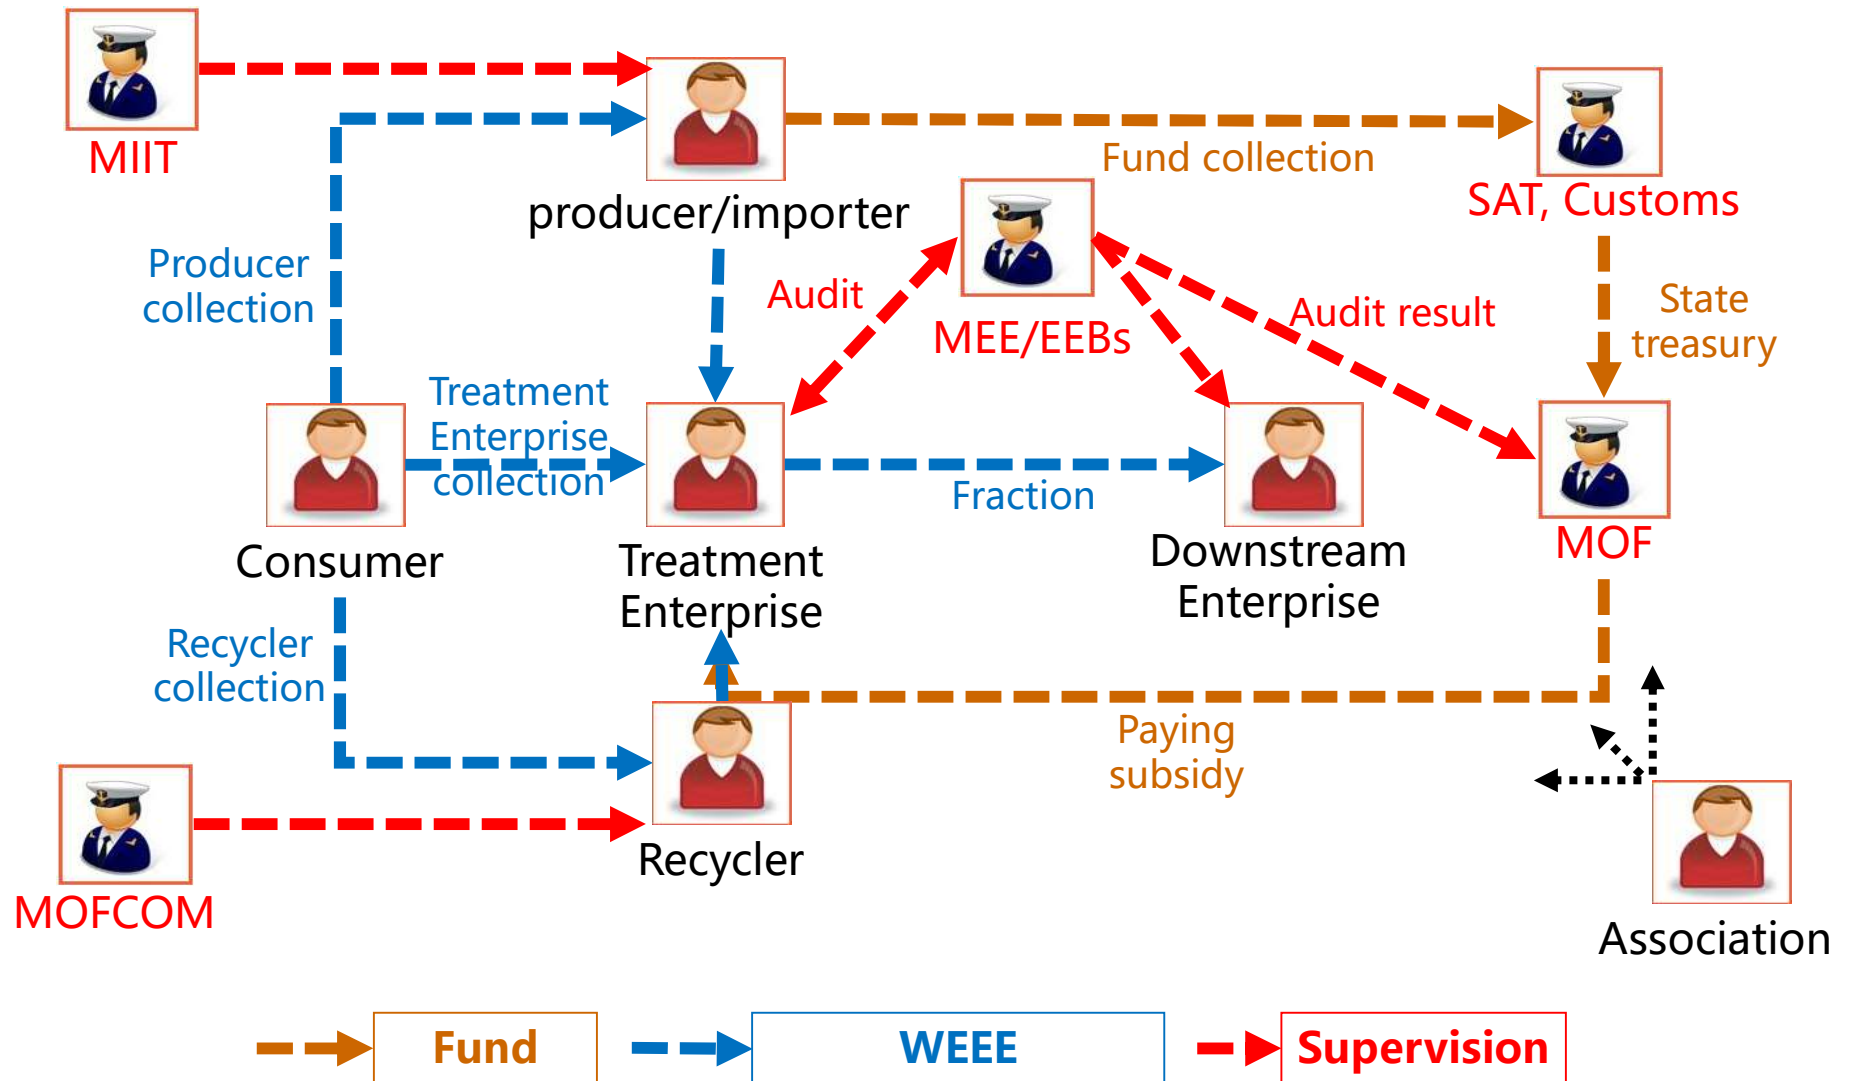 MIIT
producer/importer
Fund collection
SAT, Customs
Producer
collection
Audit
MEE/EEBs
Audit result
State
treasury
Treatment
Enterprise
collection
Fraction
Consumer
Treatment
Enterprise
Downstream
Enterprise
MOF
Recycler
collection
Paying
subsidy
Recycler
MOFCOM
Association
Fund
WEEE
Supervision